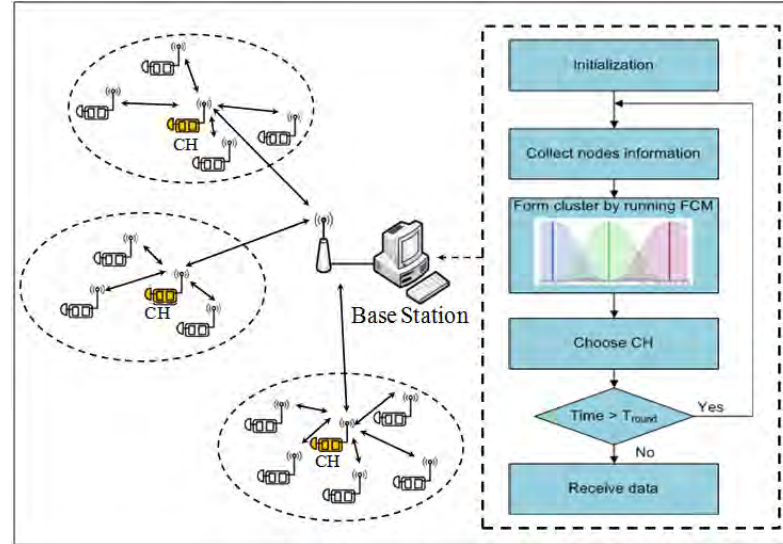 CH
CH
CH
Base Station
Initialization
Collect nodes information
Form cluster by running FCM
Choose CH
Time > Tround
Yes
No
Receive data